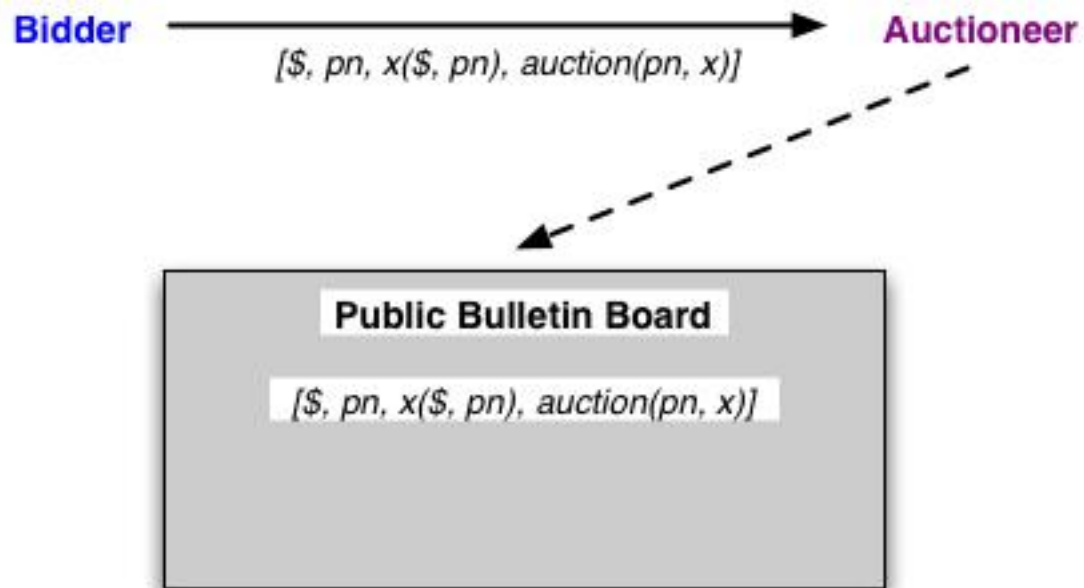 Bidder
Auctioneer
[$, pn, x($, pn), auction(pn, x)]
Public Bulletin Board
[$, pn, x($, pn), auction(pn, x)]